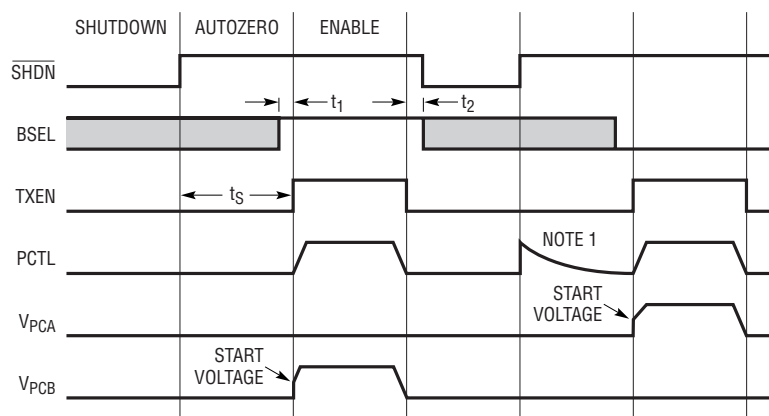 SHUTDOWN AUTOZERO ENABLE
SHDN
t1 t2
BSEL
TXEN
tS
PCTL
NOTE 1
START
VOLTAGE
VPCA
START
VOLTAGE
VPCB